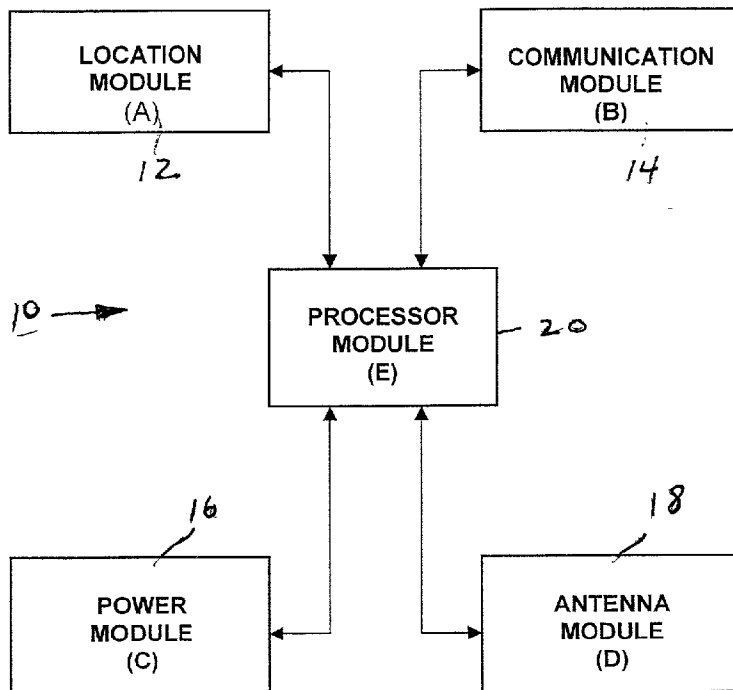 LOCATION
MODULE
(A)
12
COMMUNICATION
MODULE
(B)
14
10
PROCESSOR
MODULE
(E)
20
16
POWER
MODULE
(C)
18
ANTENNA
MODULE
(D)